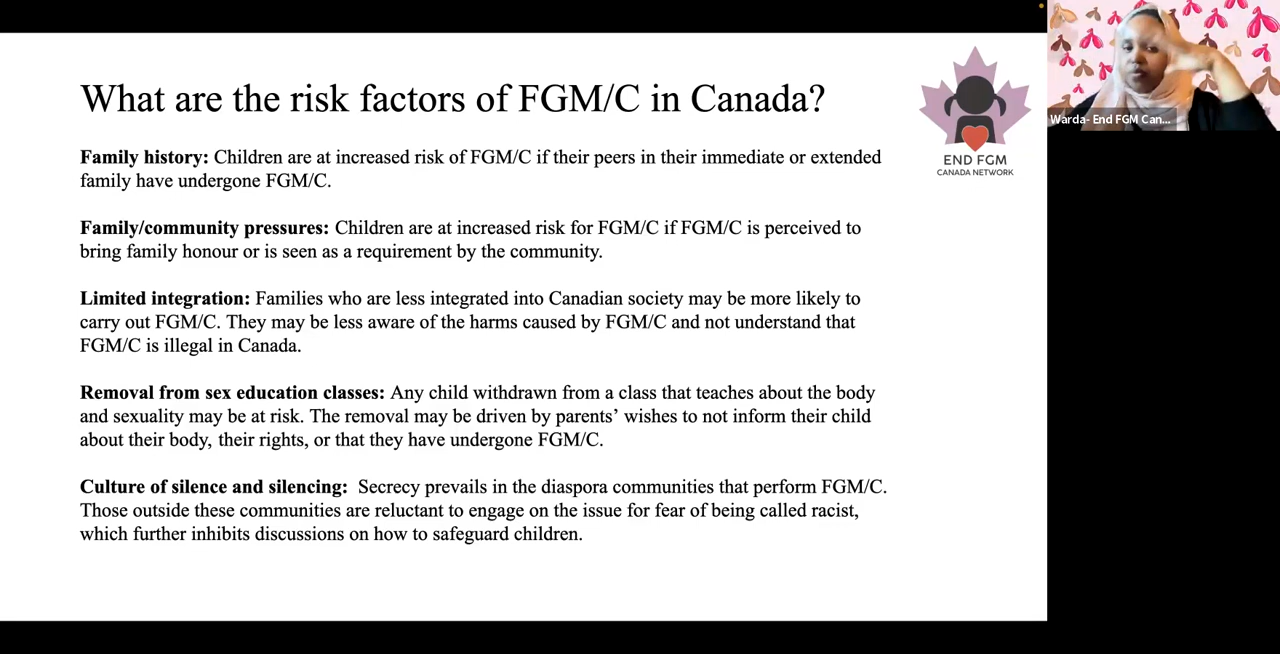 What are the risk factors of FGM/C in Canada?
Family history: Children are at increased risk of FGM/C if their peers in their immediate or extended
family have undergone FGM/C.
Family/community pressures: Children are at increased risk for FGM/C if FGM/C is perceived to
bring family honour or is seen as a requirement by the community.
Limited integration: Families who are less integrated into Canadian society may be more likely to
carry out FGM/C. They may be less aware of the harms caused by FGM/C and not understand that
FGM/C is illegal in Canada.
Removal from sex education classes: Any child withdrawn from a class that teaches about the body
and sexuality may be at risk. The removal may be driven by parents’ wishes to not inform their child
about their body, their rights, or that they have undergone FGM/C.
Culture of silence and silencing: Secrecy prevails in the diaspora communities that perform FGM/C.
Those outside these communities are reluctant to engage on the issue for fear of being called racist,
which further inhibits discussions on how to safeguard children.
END FGM
CANADA NETWORK
Warda- End FGM Can...